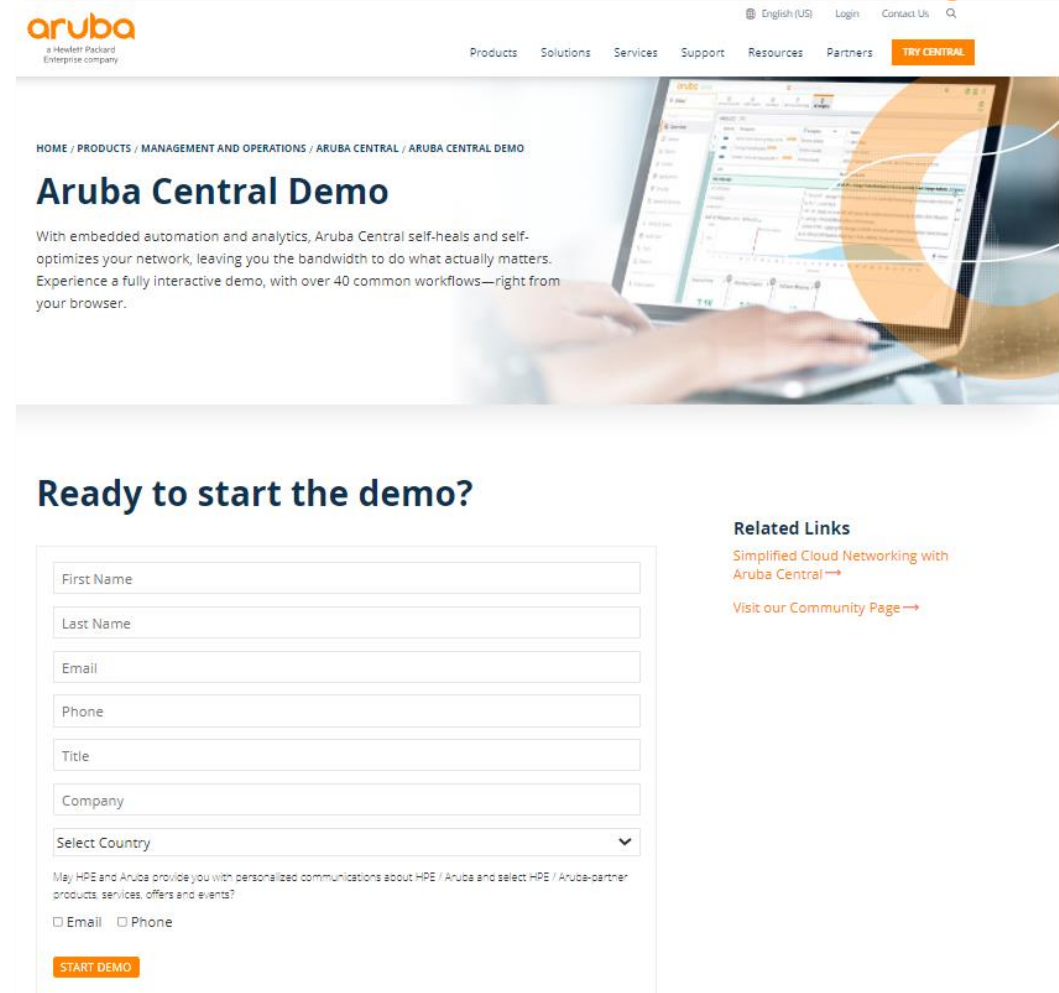 aruba
a Hewlett Packard
Enterprise company
English (US) Login Contact Us
Products Solutions Services Support Resources Partners TRY CENTRAL
HOME / PRODUCTS / MANAGEMENT AND OPERATIONS / ARUBA CENTRAL / ARUBA CENTRAL DEMO
Aruba Central Demo
With embedded automation and analytics, Aruba Central self-heals and self-
optimizes your network, leaving you the bandwidth to do what actually matters.
Experience a fully interactive demo, with over 40 common workflows—right from
your browser.
aruba
Ready to start the demo?
First Name
Last Name
Email
Phone
Title
Company
Select Country
May HPE and Aruba provide you with personalized communications about HPE / Aruba and select HPE / Aruba-partner
products, services, offers and events?
Email Phone
START DEMO
Related Links
Simplified Cloud Networking with
Aruba Central→
Visit our Community Page→